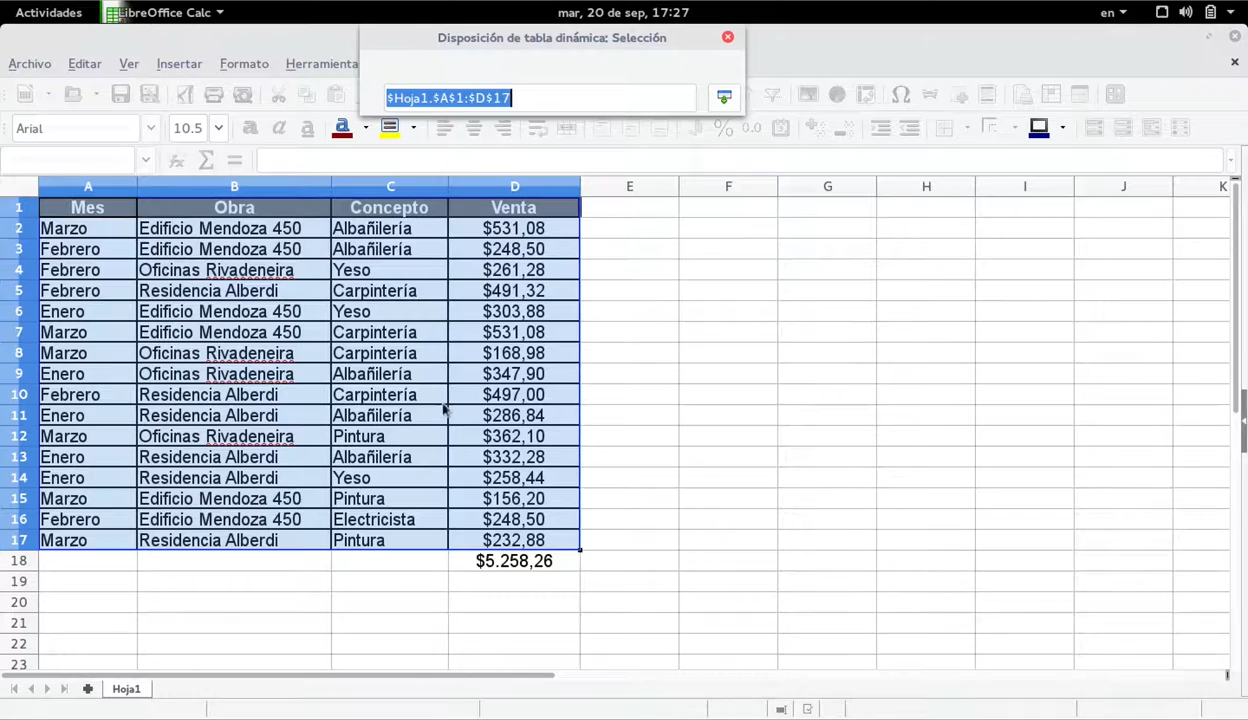 Actividades LibreOffice Calc mar, 20 de sep, 17:27 en
Disposición de tabla dinámica: Selección
Archivo Editar Ver Insertar Formato Herramienta
$Hoja1.$A$1:$D$17
Arial 10.5
A B C D E F G H I J K
1 Mes Obra Concepto Venta
2 Marzo Edificio Mendoza 450 Albañilería $531,08
3 Febrero Edificio Mendoza 450 Albañilería $248,50
4 Febrero Oficinas Rivadeneira Yeso $261,28
5 Febrero Residencia Alberdi Carpintería $491,32
6 Enero Edificio Mendoza 450 Yeso $303,88
7 Marzo Edificio Mendoza 450 Carpintería $531,08
8 Marzo Oficinas Rivadeneira Carpintería $168,98
9 Enero Oficinas Rivadeneira Albañilería $347,90
10 Febrero Residencia Alberdi Carpintería $497,00
11 Enero Residencia Alberdi Albañilería $286,84
12 Marzo Oficinas Rivadeneira Pintura $362,10
13 Enero Residencia Alberdi Albañilería $332,28
14 Enero Residencia Alberdi Yeso $258,44
15 Marzo Edificio Mendoza 450 Pintura $156,20
16 Febrero Edificio Mendoza 450 Electricista $248,50
17 Marzo Residencia Alberdi Pintura $232,88
18 $5.258,26
19
20
21
22
23
Hoja1